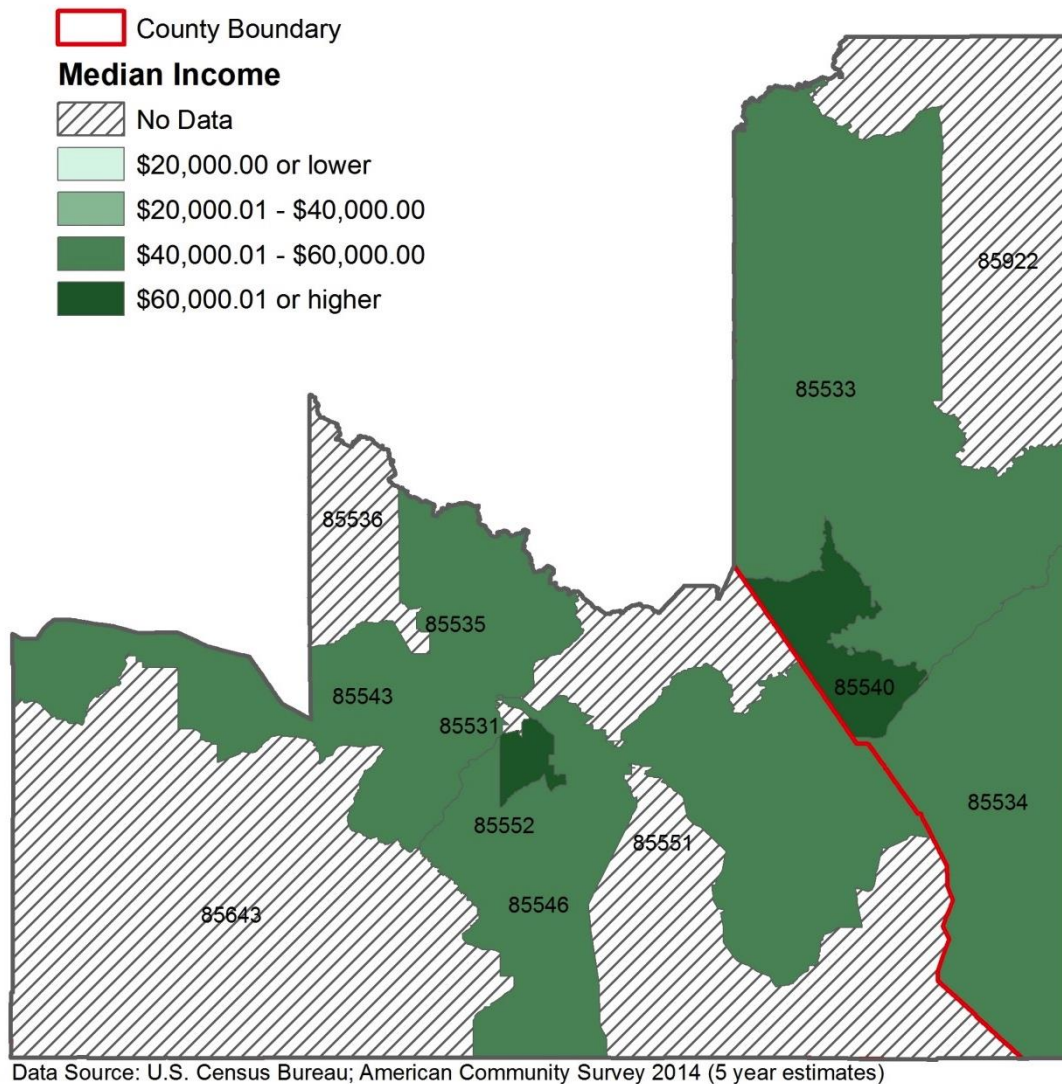 County Boundary
Median Income
No Data
$20,000.00 or lower
$20,000.01 - $40,000.00
$40,000.01 - $60,000.00
$60,000.01 or higher
85922
85533
85536
85535
85540
85543
85531
85534
85552
85551
85546
85643
Data Source: U.S. Census Bureau; American Community Survey 2014 (5 year estimates)